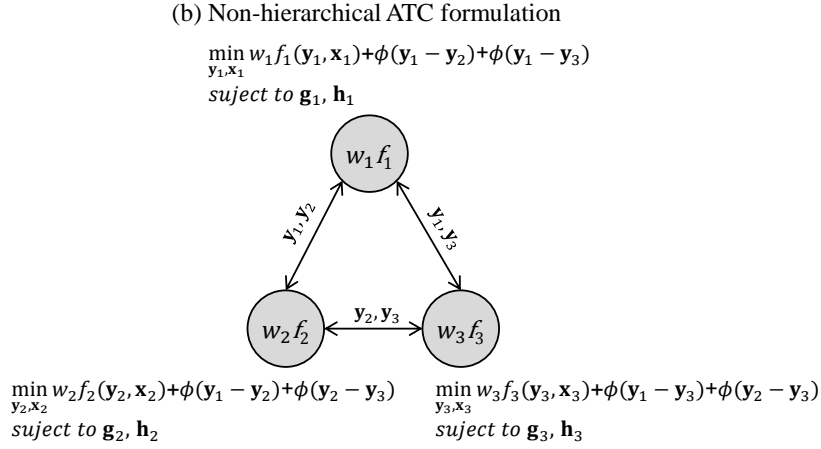 (b) Non-hierarchical ATC formulation
min w₁f₁(𝐲₁,𝐱₁)+ϕ(𝐲₁ − 𝐲₂)+ϕ(𝐲₁ − 𝐲₃)
𝐲₁,𝐱₁
suject to 𝐠₁, 𝐡₁
w₁f₁
𝐲₁,𝐲₂
𝐲₁,𝐲₃
𝐲₂,𝐲₃
w₂f₂
w₃f₃
min w₂f₂(𝐲₂,𝐱₂)+ϕ(𝐲₁ − 𝐲₂)+ϕ(𝐲₂ − 𝐲₃)
𝐲₂,𝐱₂
suject to 𝐠₂, 𝐡₂
min w₃f₃(𝐲₃,𝐱₃)+ϕ(𝐲₁ − 𝐲₃)+ϕ(𝐲₂ − 𝐲₃)
𝐲₃,𝐱₃
suject to 𝐠₃, 𝐡₃